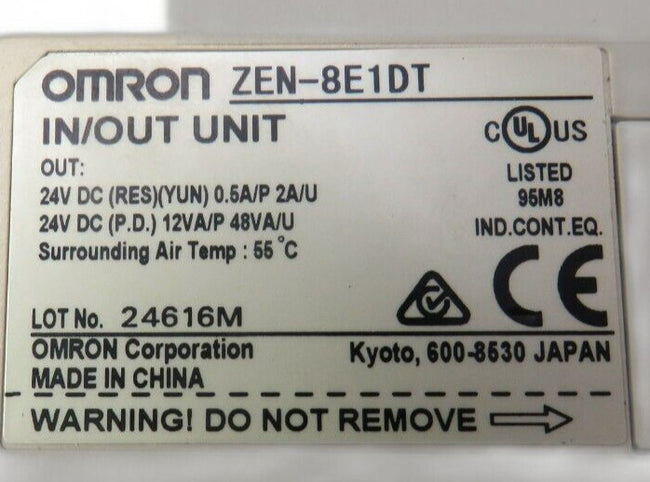 OMRON ZEN-8E1DT
IN/OUT UNIT
c UL US
OUT:
LISTED
24V DC (RES)(YUN) 0.5A/P 2A/U
95M8
24V DC (P.D.) 12VA/P 48VA/U
IND.CONT.EQ.
Surrounding Air Temp : 55°C
CE
LOT No. 24616M
OMRON Corporation
Kyoto, 600-8530 JAPAN
MADE IN CHINA
WARNING! DO NOT REMOVE